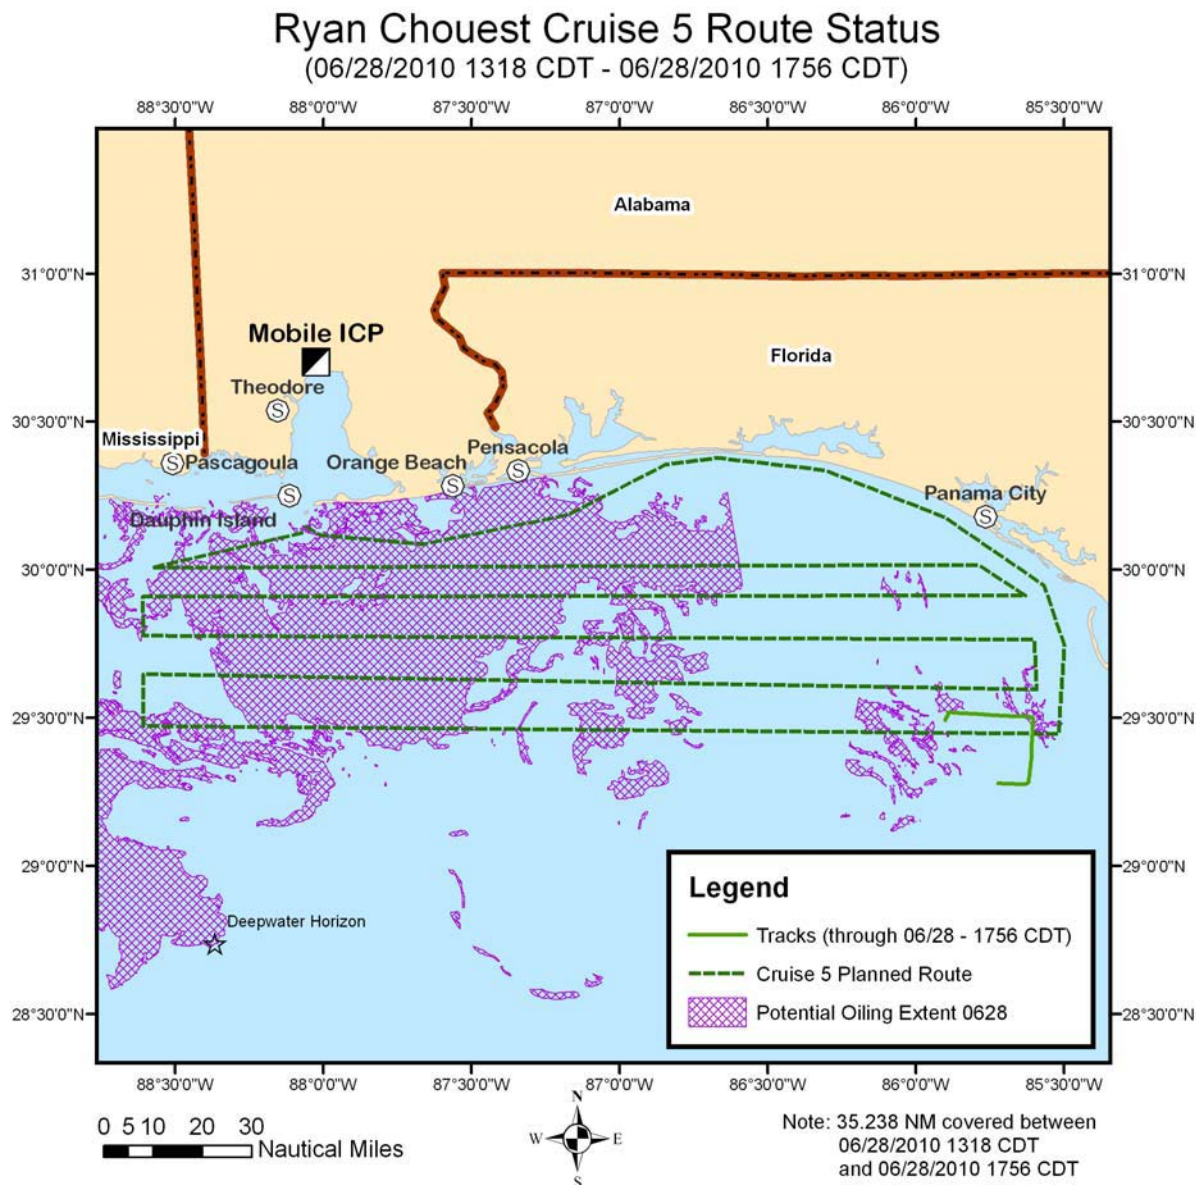 Ryan Chouest Cruise 5 Route Status
(06/28/2010 1318 CDT - 06/28/2010 1756 CDT)
88°30'0"W 88°0'0"W 87°30'0"W 87°0'0"W 86°30'0"W 86°0'0"W 85°30'0"W
Alabama
31°0'0"N 31°0'0"N
Mobile ICP
Florida
Theodore
30°30'0"N 30°30'0"N
Mississippi
Pensacola
S Pascagoula
Orange Beach
Panama City
Dauphin Island
30°0'0"N 30°0'0"N
29°30'0"N 29°30'0"N
29°0'0"N 29°0'0"N
Legend
Deepwater Horizon
Tracks (through 06/28 - 1756 CDT)
Cruise 5 Planned Route
Potential Oiling Extent 0628
28°30'0"N 28°30'0"N
88°30'0"W 88°0'0"W 87°30'0"W 87°0'0"W 86°30'0"W 86°0'0"W 85°30'0"W
0 5 10 20 30
Nautical Miles
N
W E
S
Note: 35.238 NM covered between
06/28/2010 1318 CDT
and 06/28/2010 1756 CDT